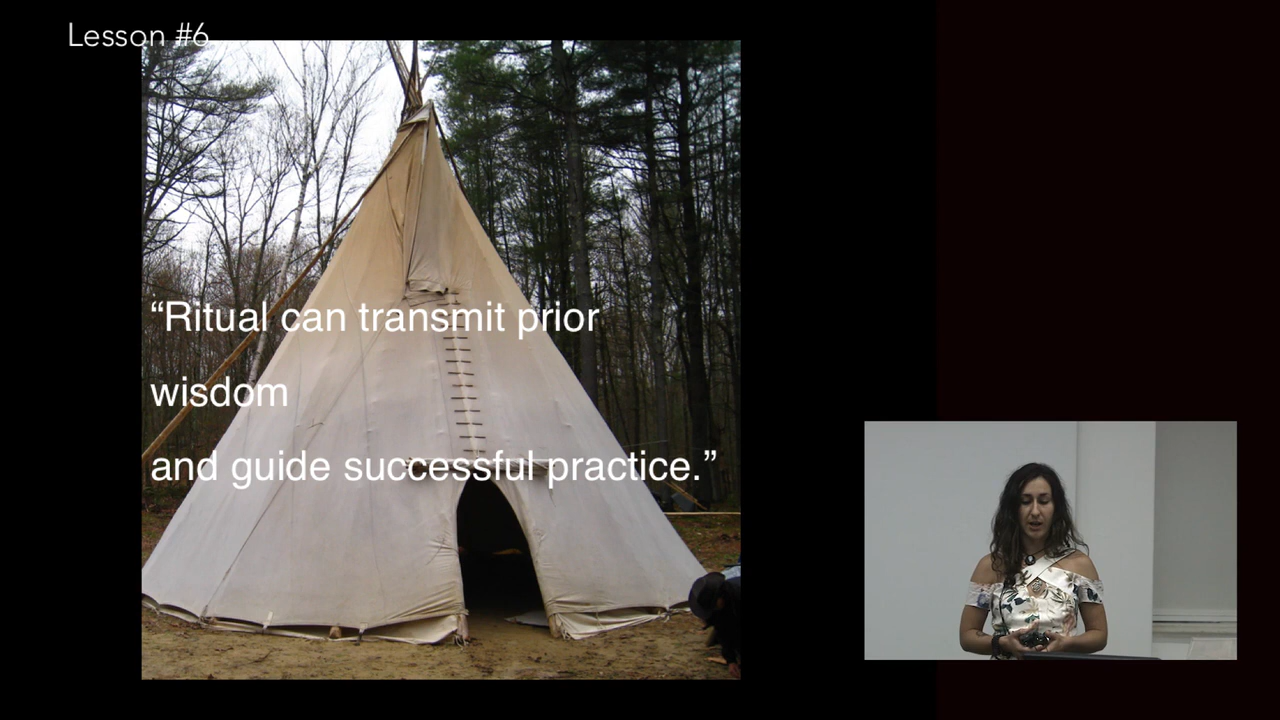 Lesson #6
“Ritual can transmit prior
wisdom
and guide successful practice.”